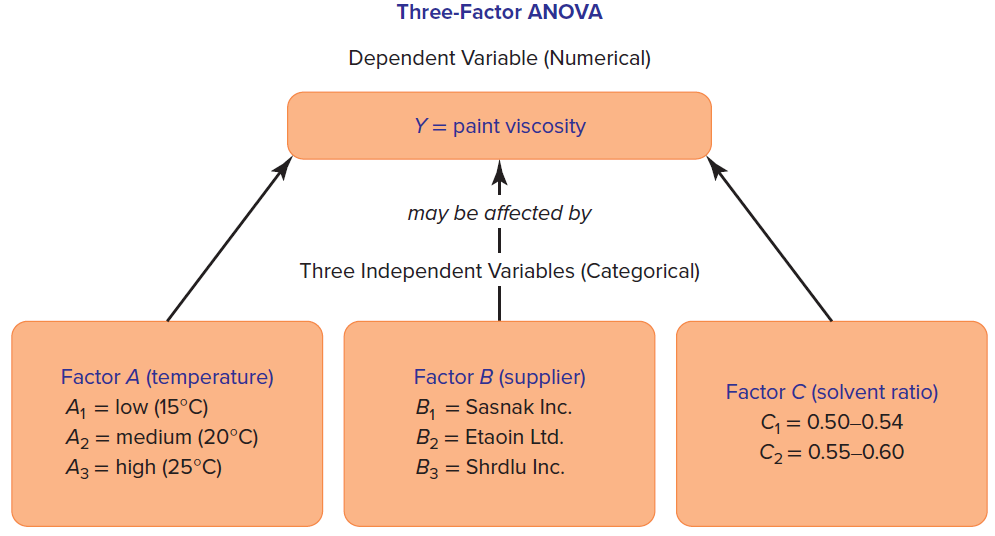 Three-Factor ANOVA
Dependent Variable (Numerical)
Y = paint viscosity
may be affected by
Three Independent Variables (Categorical)
Factor A (temperature)
A₁ = low (15°C)
A₂ = medium (20°C)
A₃ = high (25°C)
Factor B (supplier)
B₁ = Sasnak Inc.
B₂ = Etaoin Ltd.
B₃ = Shrdlu Inc.
Factor C (solvent ratio)
C₁ = 0.50–0.54
C₂ = 0.55–0.60